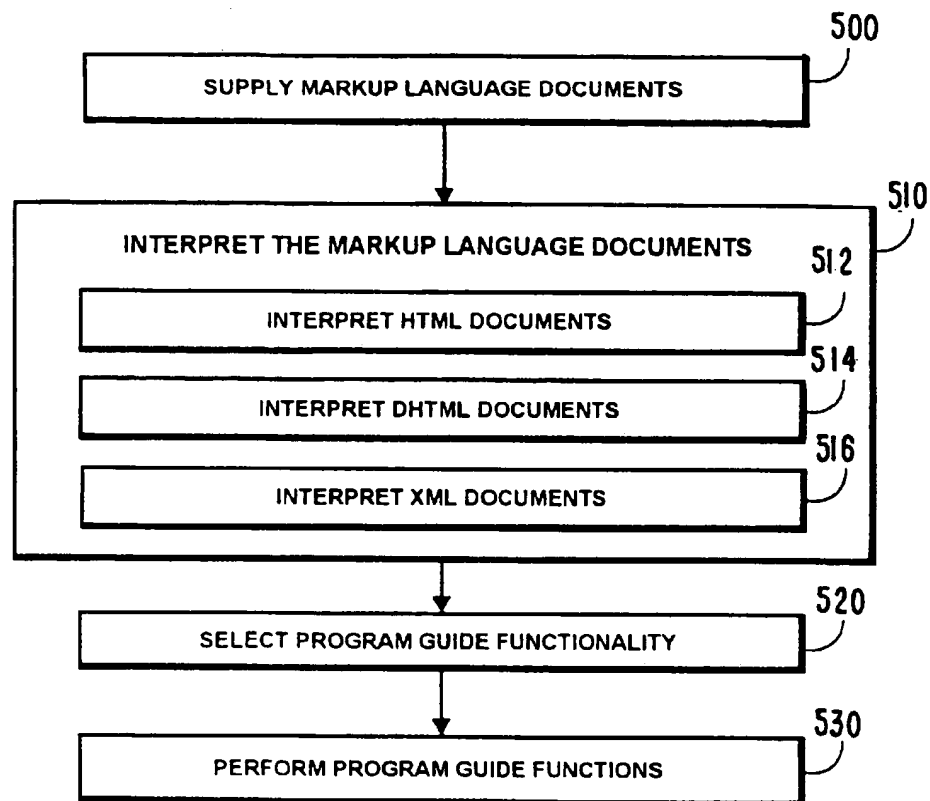 500
SUPPLY MARKUP LANGUAGE DOCUMENTS
510
INTERPRET THE MARKUP LANGUAGE DOCUMENTS
512
INTERPRET HTML DOCUMENTS
514
INTERPRET DHTML DOCUMENTS
516
INTERPRET XML DOCUMENTS
520
SELECT PROGRAM GUIDE FUNCTIONALITY
530
PERFORM PROGRAM GUIDE FUNCTIONS